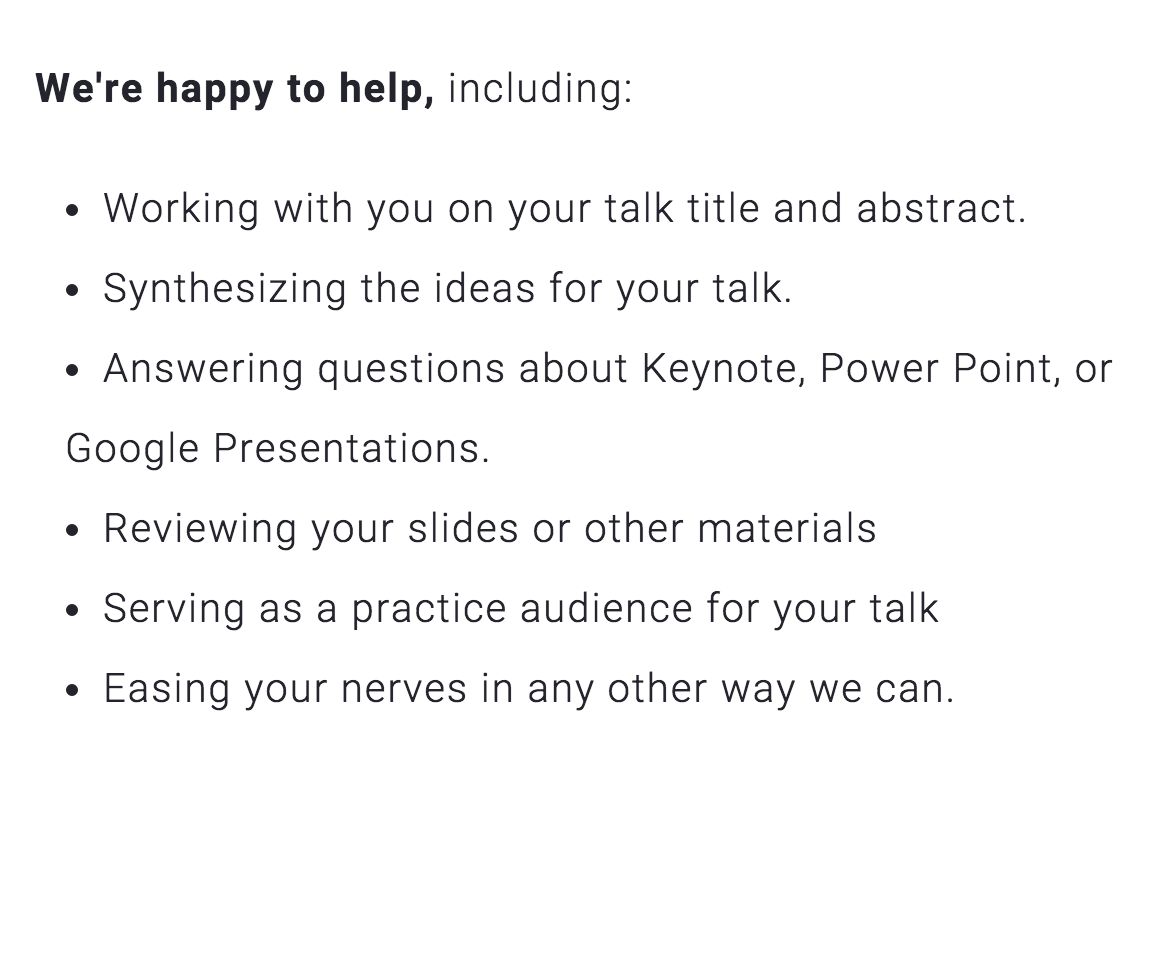 We're happy to help, including:
• Working with you on your talk title and abstract.
• Synthesizing the ideas for your talk.
• Answering questions about Keynote, Power Point, or
Google Presentations.
• Reviewing your slides or other materials
• Serving as a practice audience for your talk
• Easing your nerves in any other way we can.